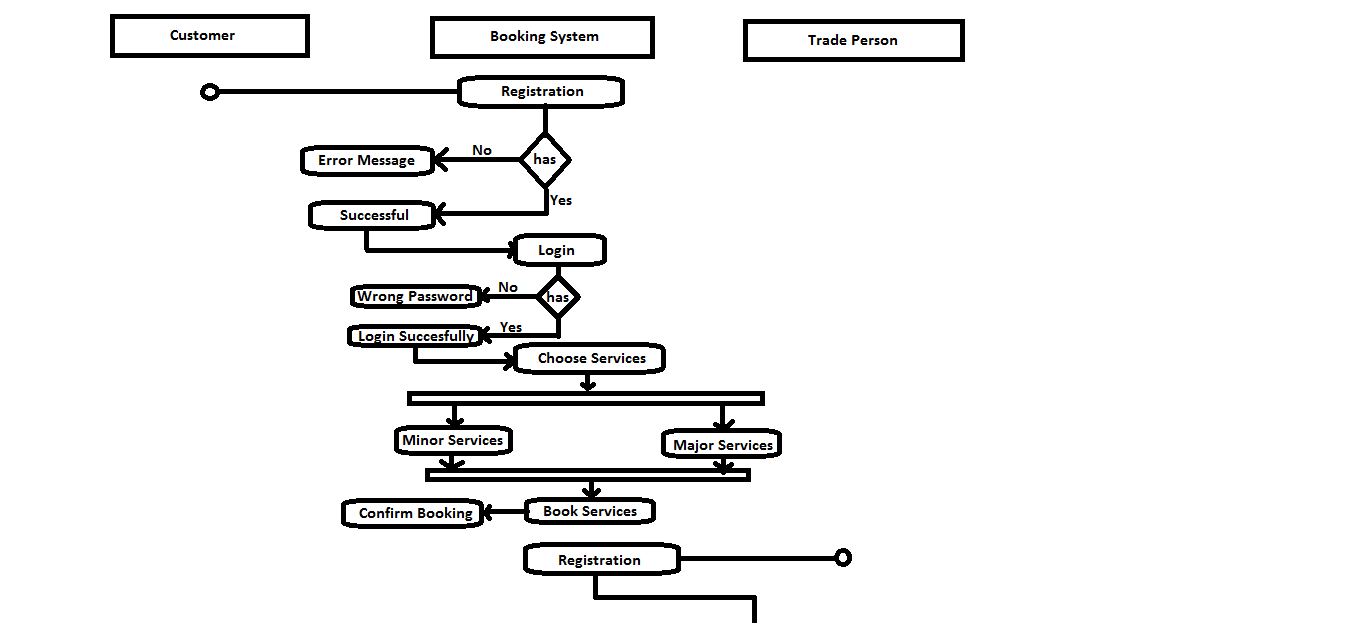 Customer
Booking System
Trade Person
Registration
has
No
Error Message
Yes
Successful
Login
No
has
Wrong Password
Yes
Login Succesfully
Choose Services
Minor Services
Major Services
Confirm Booking
Book Services
Registration